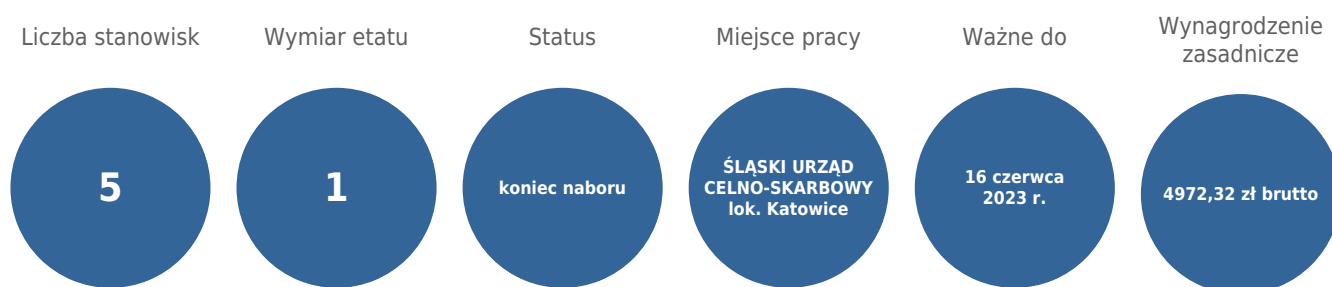 Liczba stanowisk
5
Wymiar etatu
1
Status
koniec naboru
Miejsce pracy
ŚLĄSKI URZĄD
CELNO-SKARBOWY
lok. Katowice
Ważne do
16 czerwca
2023 r.
Wynagrodzenie
zasadnicze
4972,32 zł brutto